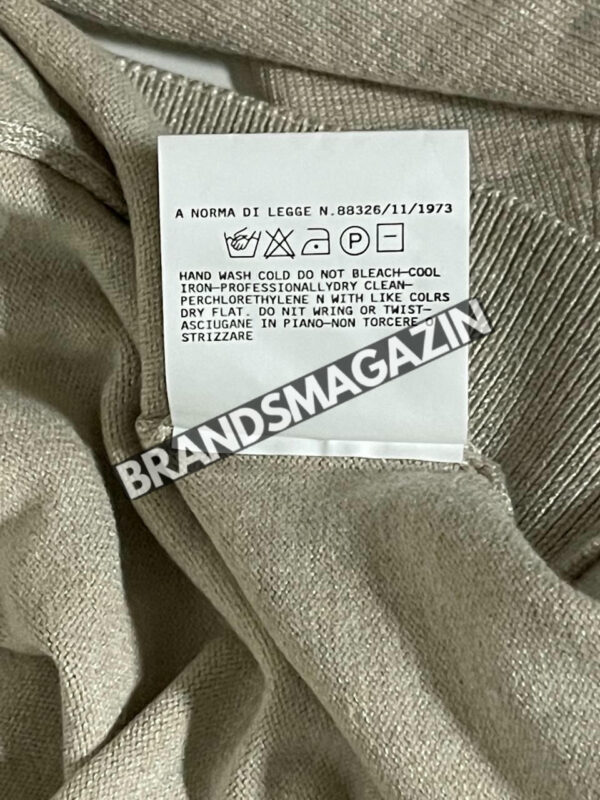 A NORMA DI LEGGE N.88326/11/1973
P
HAND WASH COLD DO NOT BLEACH—COOL
IRON—PROFESSIONALLYDRY CLEAN—
PERCHLORETHYLENE N WITH LIKE COLRS
DRY FLAT. DO NIT WRING OR TWIST—
ASCIUGANE IN PIANO—NON TORCERE O
STRIZZARE
BRANDSMAGAZIN